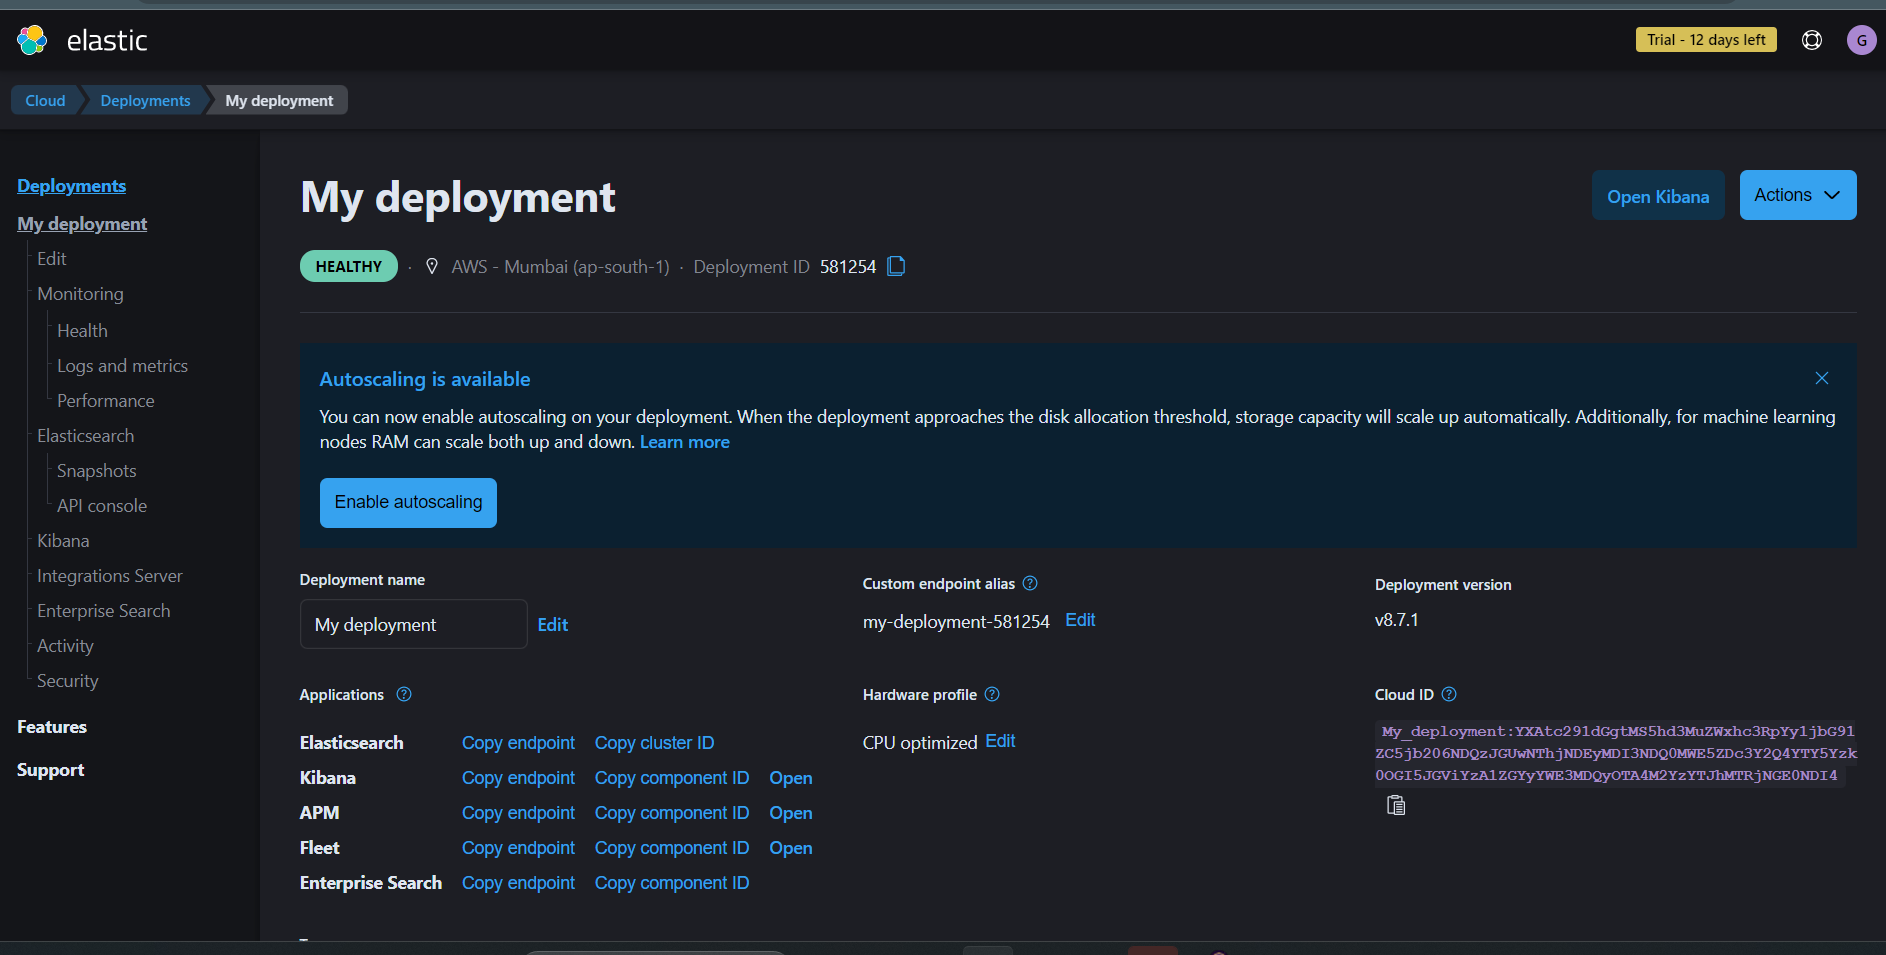 elastic
Trial - 12 days left
G
Cloud
Deployments
My deployment
Deployments
My deployment
Edit
Monitoring
Health
Logs and metrics
Performance
Elasticsearch
Snapshots
API console
Kibana
Integrations Server
Enterprise Search
Activity
Security
Features
Support
My deployment
Open Kibana
Actions
HEALTHY · AWS - Mumbai (ap-south-1) · Deployment ID 581254
Autoscaling is available
You can now enable autoscaling on your deployment. When the deployment approaches the disk allocation threshold, storage capacity will scale up automatically. Additionally, for machine learning
nodes RAM can scale both up and down. Learn more
Enable autoscaling
Deployment name
My deployment Edit
Custom endpoint alias
my-deployment-581254 Edit
Deployment version
v8.7.1
Applications
Elasticsearch Copy endpoint Copy cluster ID
Kibana Copy endpoint Copy component ID Open
APM Copy endpoint Copy component ID Open
Fleet Copy endpoint Copy component ID Open
Enterprise Search Copy endpoint Copy component ID
Hardware profile
CPU optimized Edit
Cloud ID
My_deployment:YXAtc291dGgtMS5hd3MuZWxhc3RpYy1jbG91
ZC5jb206NDQzJGUwNThjNDEyMDI3NDQ0MWE5ZDc3Y2Q4YTY5Yzk
0OGI5JGViYzA1ZGYyYWE3MDQyOTA4M2YzYTJhMTRjNGE0NDI4